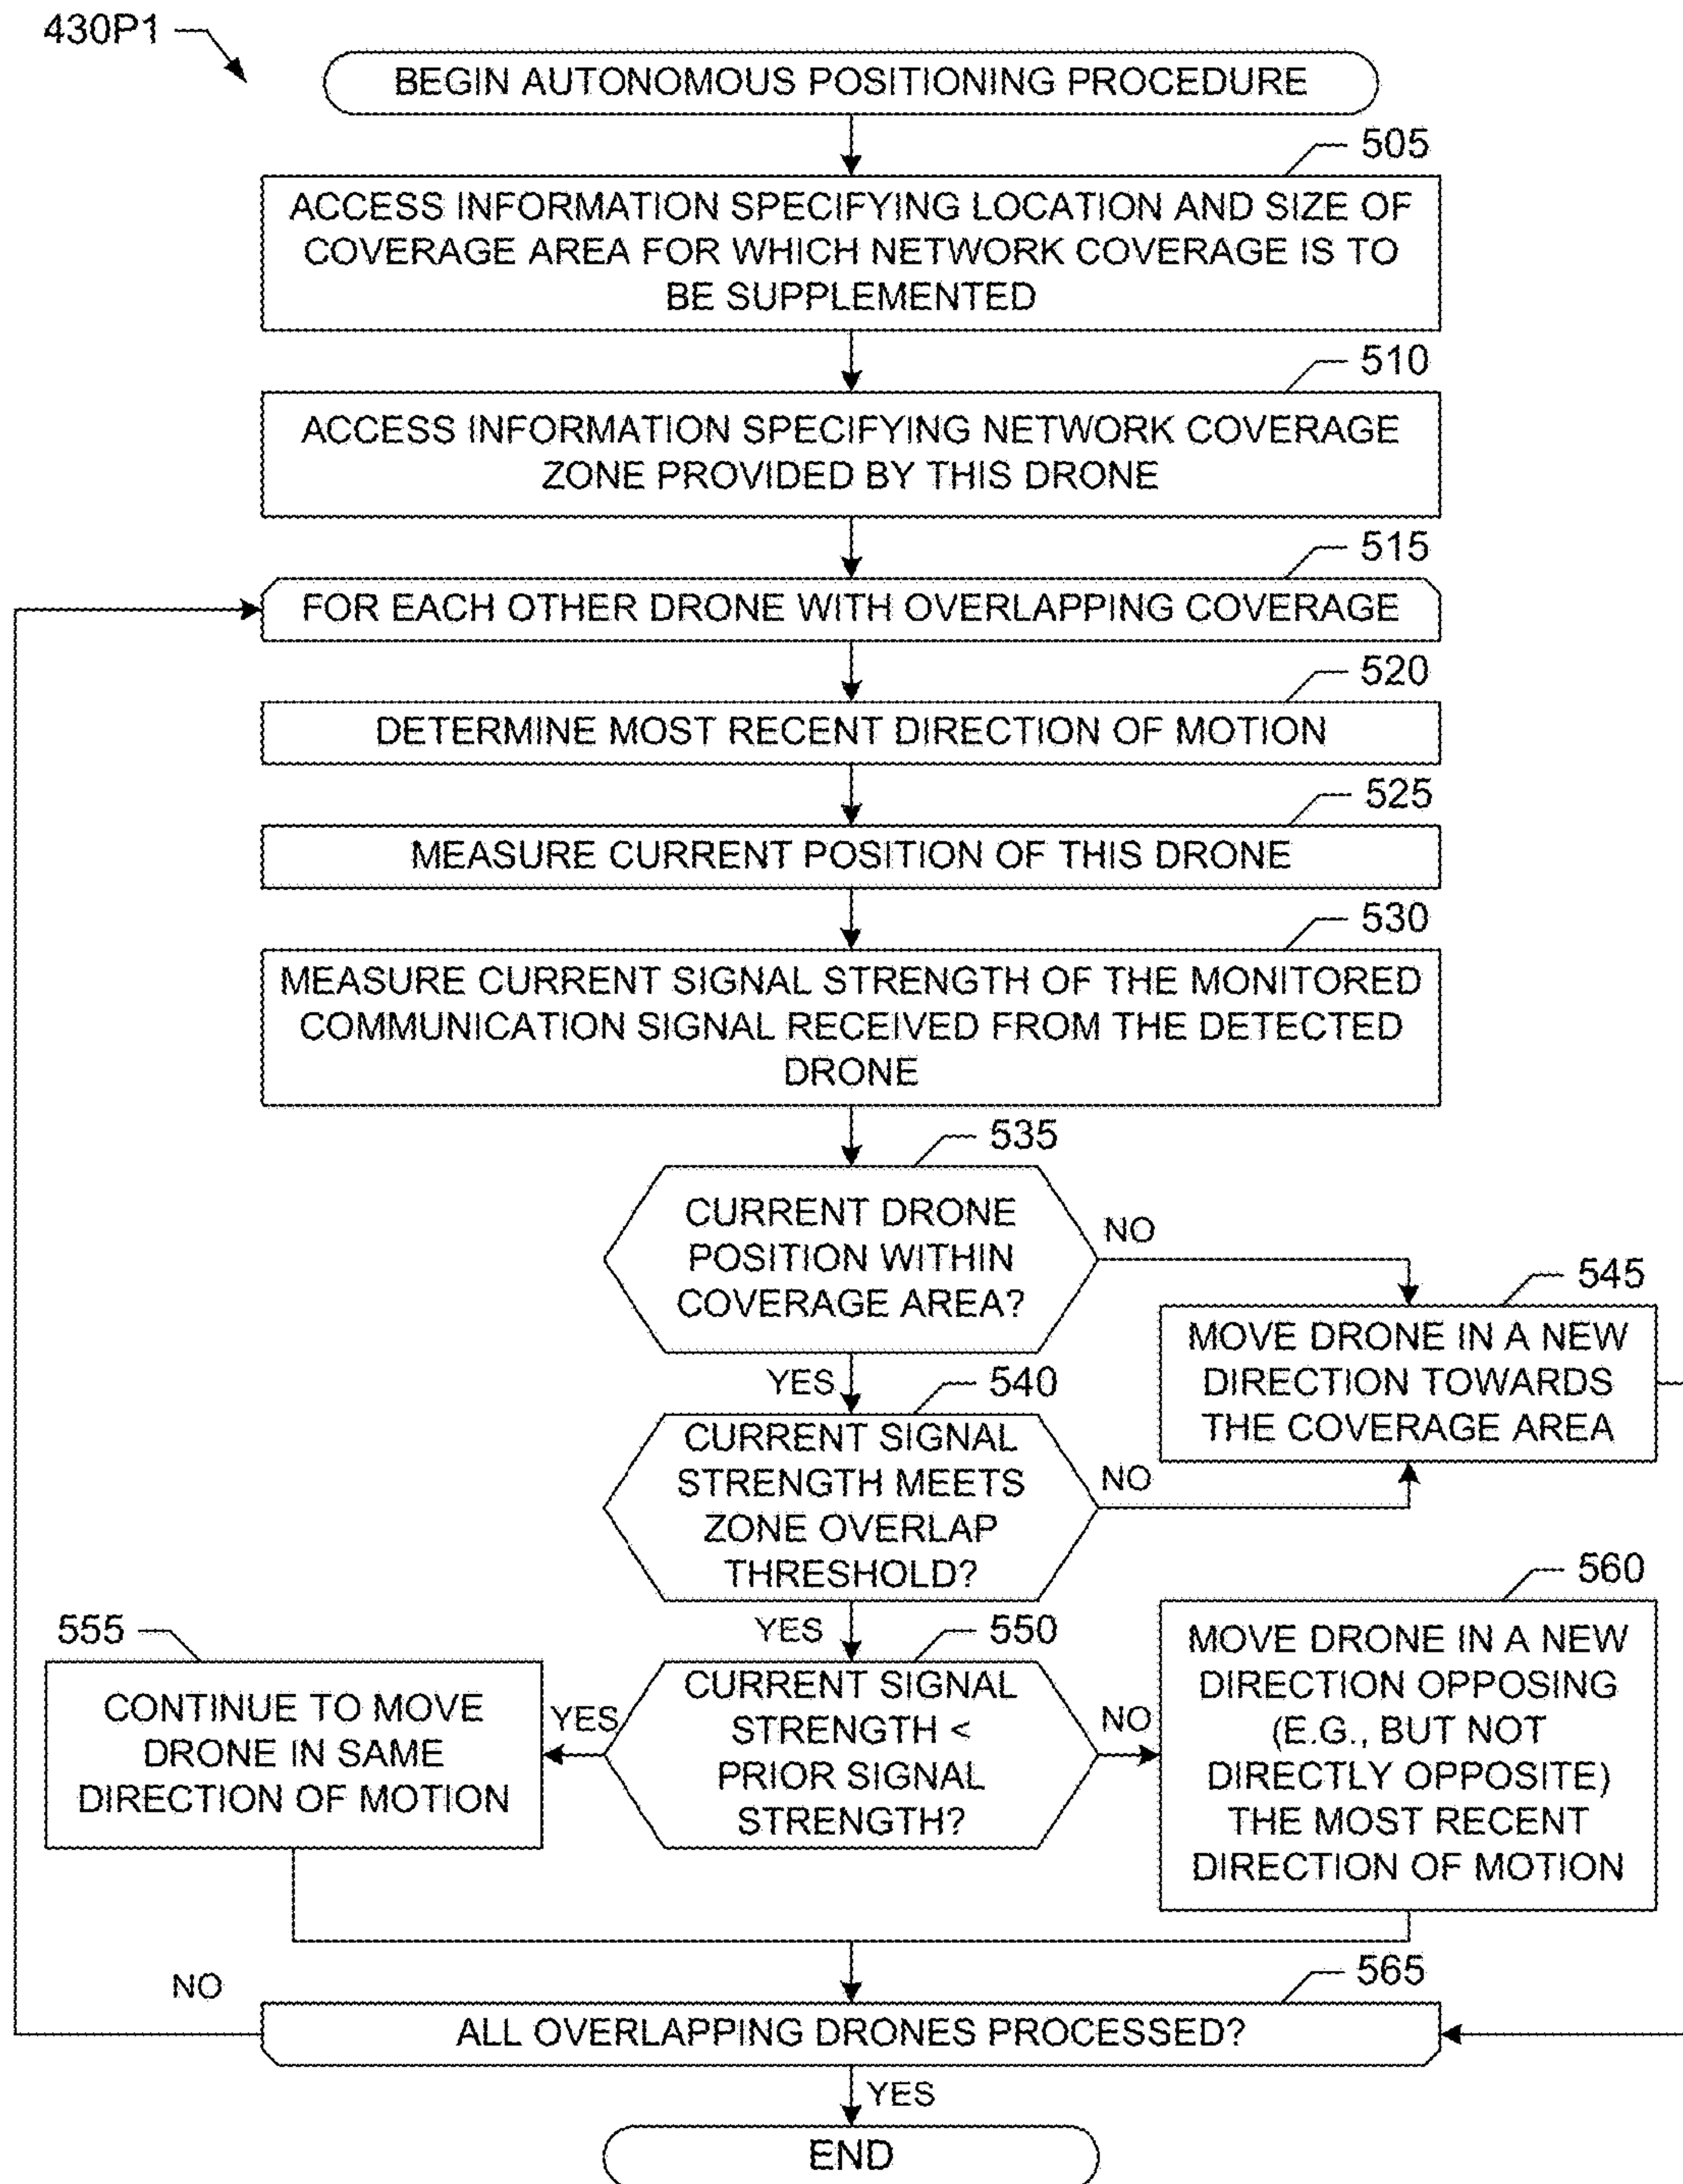 430P1
BEGIN AUTONOMOUS POSITIONING PROCEDURE
505
ACCESS INFORMATION SPECIFYING LOCATION AND SIZE OF
COVERAGE AREA FOR WHICH NETWORK COVERAGE IS TO
BE SUPPLEMENTED
510
ACCESS INFORMATION SPECIFYING NETWORK COVERAGE
ZONE PROVIDED BY THIS DRONE
515
FOR EACH OTHER DRONE WITH OVERLAPPING COVERAGE
520
DETERMINE MOST RECENT DIRECTION OF MOTION
525
MEASURE CURRENT POSITION OF THIS DRONE
530
MEASURE CURRENT SIGNAL STRENGTH OF THE MONITORED
COMMUNICATION SIGNAL RECEIVED FROM THE DETECTED
DRONE
535
CURRENT DRONE
POSITION WITHIN
COVERAGE AREA?
NO
YES
545
MOVE DRONE IN A NEW
DIRECTION TOWARDS
THE COVERAGE AREA
540
CURRENT SIGNAL
STRENGTH MEETS
ZONE OVERLAP
THRESHOLD?
NO
YES
550
CURRENT SIGNAL
STRENGTH <
PRIOR SIGNAL
STRENGTH?
YES
NO
555
CONTINUE TO MOVE
DRONE IN SAME
DIRECTION OF MOTION
560
MOVE DRONE IN A NEW
DIRECTION OPPOSING
(E.G., BUT NOT
DIRECTLY OPPOSITE)
THE MOST RECENT
DIRECTION OF MOTION
565
NO
ALL OVERLAPPING DRONES PROCESSED?
YES
END